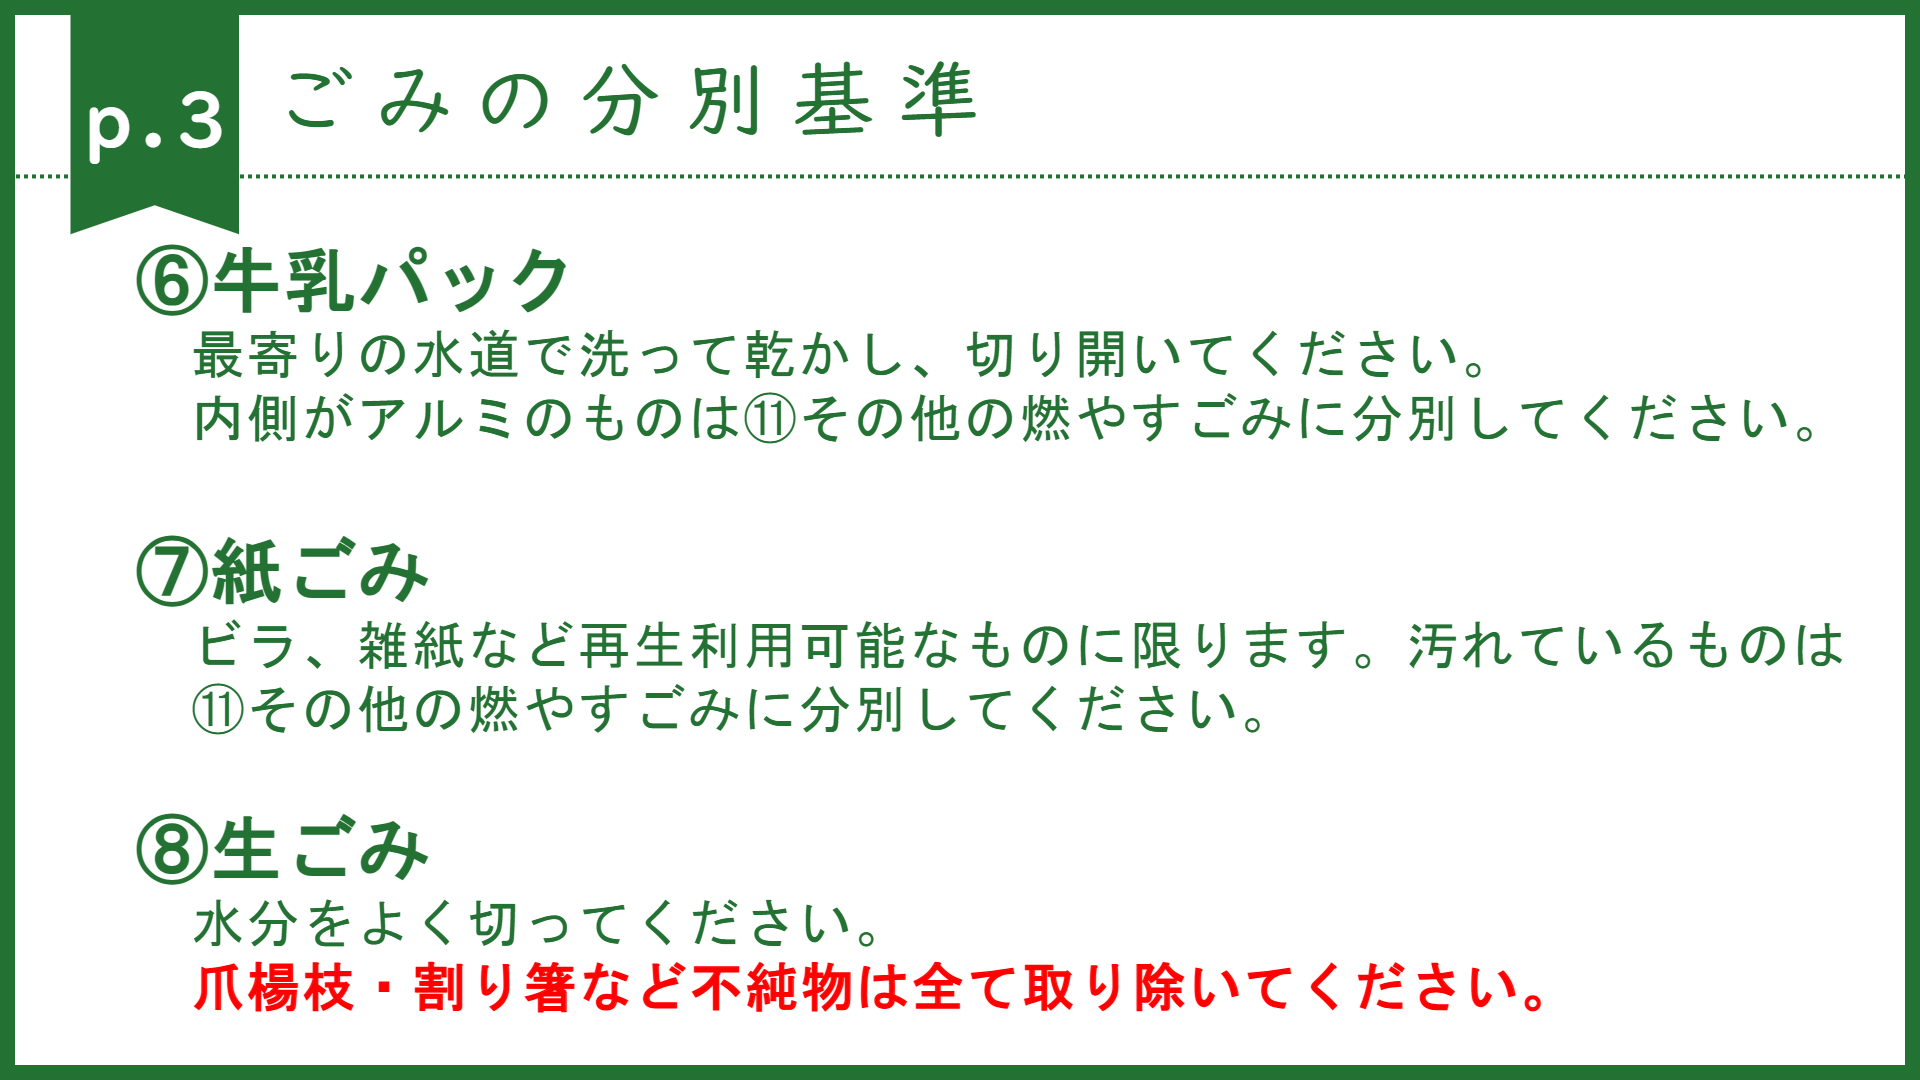 p.3
ごみの分別基準
⑥牛乳パック
最寄りの水道で洗って乾かし、切り開いてください。
内側がアルミのものは⑪その他の燃やすごみに分別してください。
⑦紙ごみ
ビラ、雑紙など再生利用可能なものに限ります。汚れているものは
⑪その他の燃やすごみに分別してください。
⑧生ごみ
水分をよく切ってください。
爪楊枝・割り箸など不純物は全て取り除いてください。